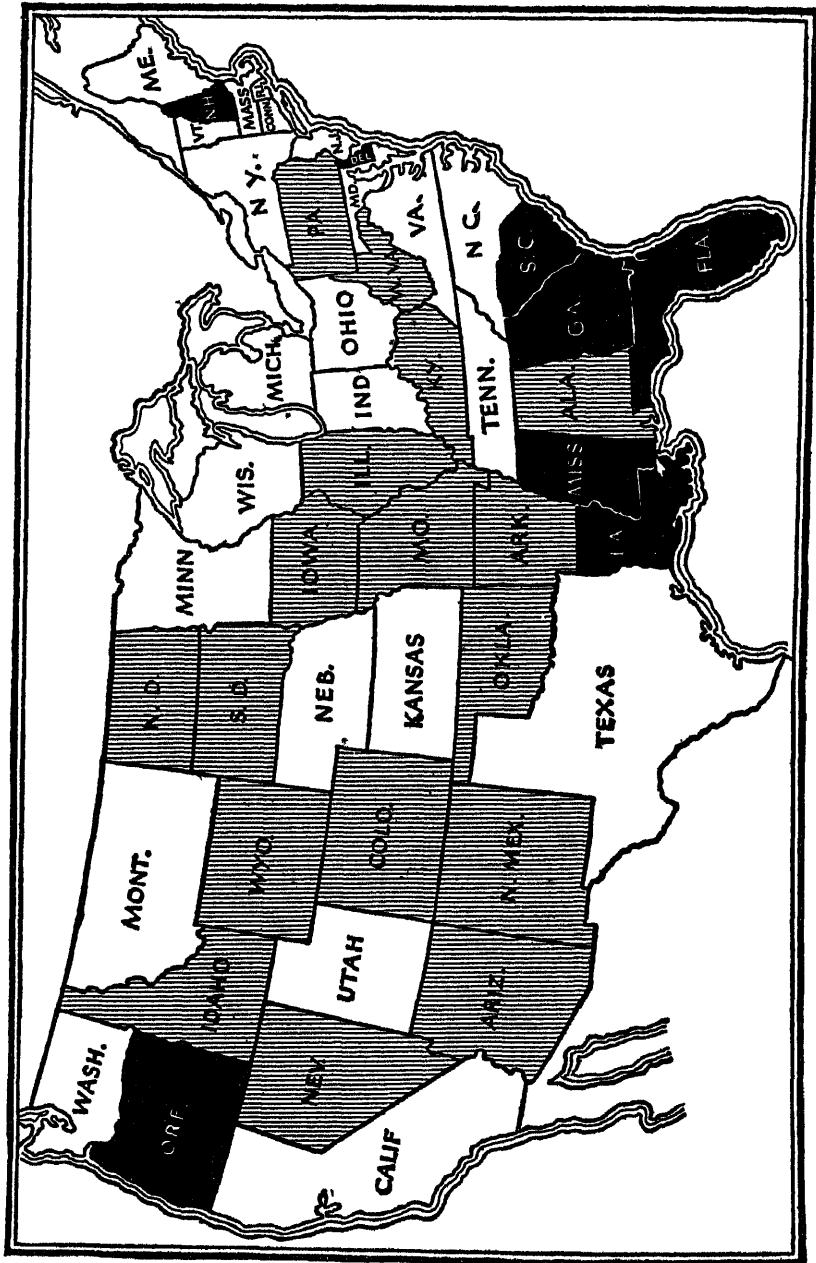 WASH.
ORE.
CALIF
IDAHO
NEV.
MONT.
WYO.
UTAH
ARIZ.
COLO.
N. MEX.
N. D.
S. D.
NEB.
KANSAS
OKLA.
TEXAS
MINN
IOWA
MO.
ARK.
LA.
WIS.
ILL.
MISS
MICH.
IND.
OHIO
KY.
TENN.
ALA.
GA.
FLA.
S.C.
N C.
VA.
W. VA.
PA.
N Y.
MD.
DEL
N.J.
CONN
R.I.
MASS
VT.
N.H.
ME.